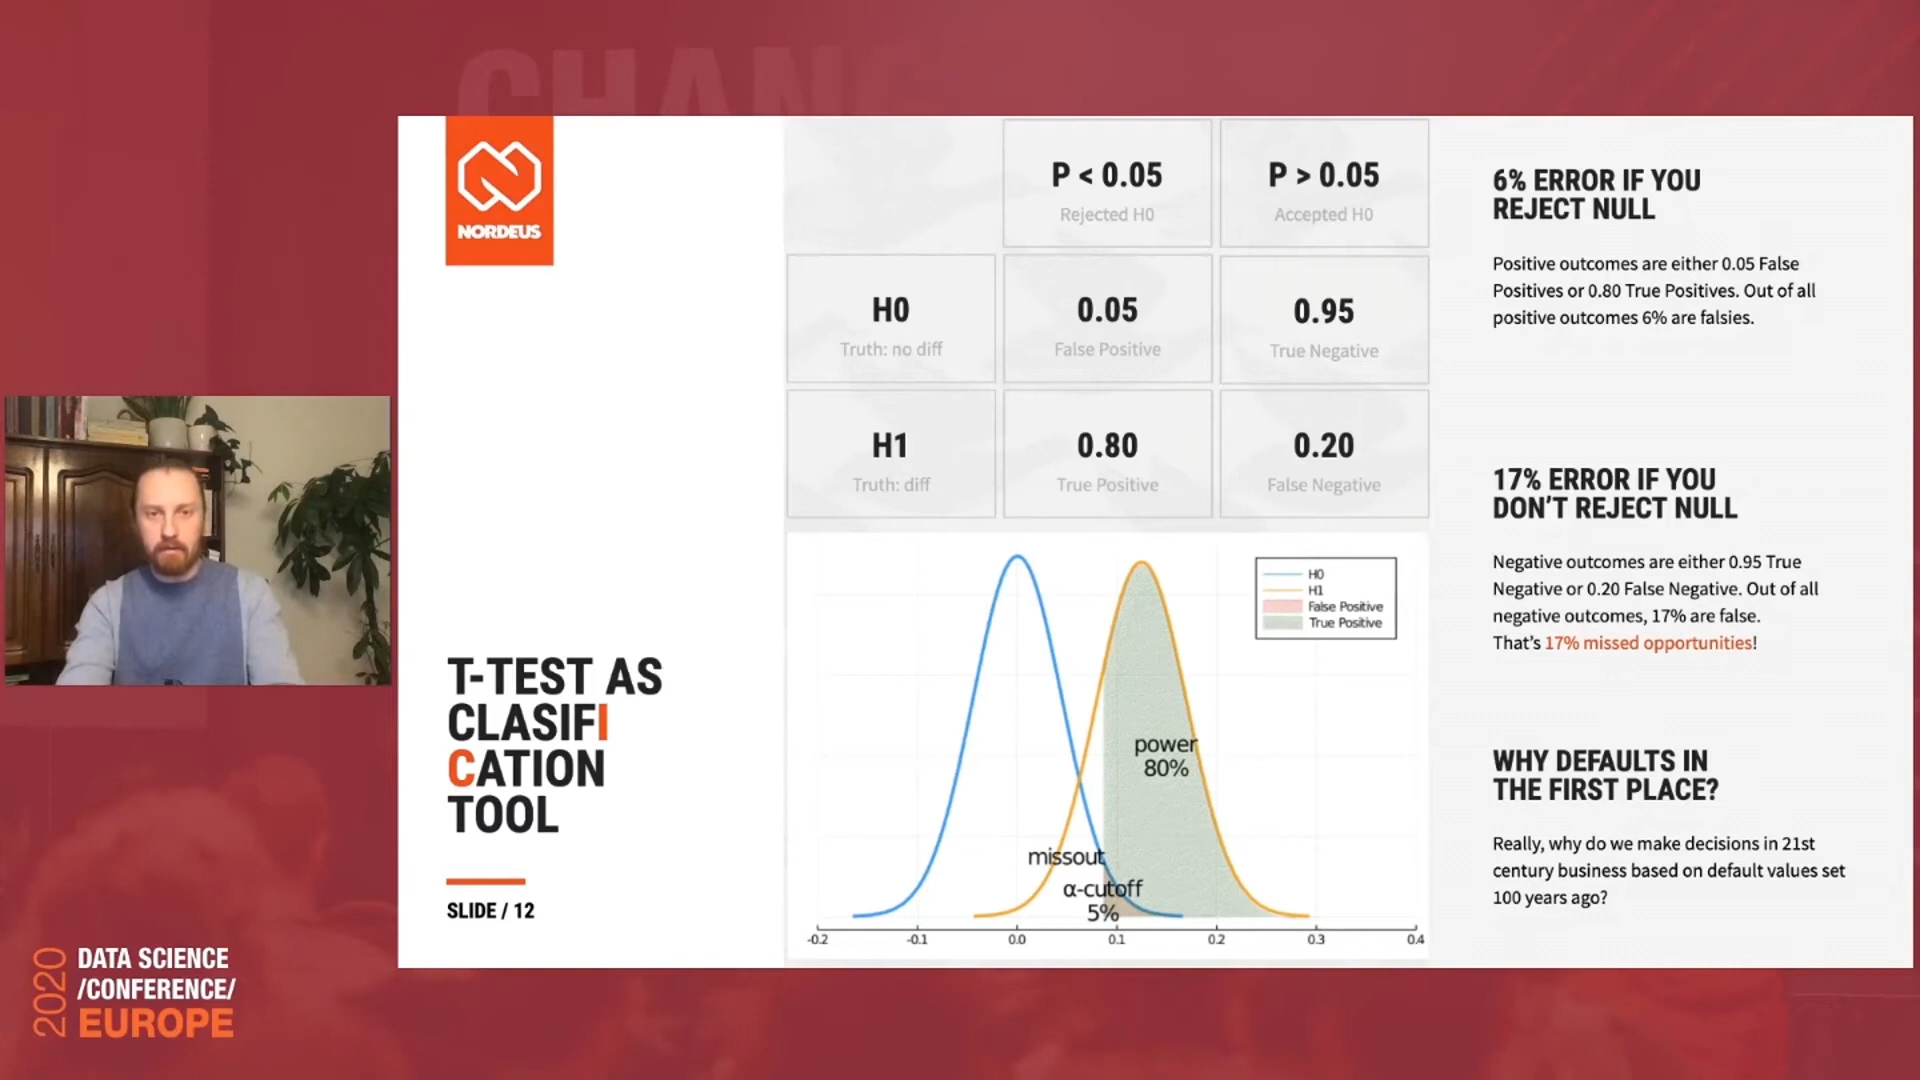 CHAN
NORDEUS
T-TEST AS
CLASIFI
CATION
TOOL
SLIDE / 12
P < 0.05
Rejected H0
P > 0.05
Accepted H0
H0
Truth: no diff
0.05
False Positive
0.95
True Negative
H1
Truth: diff
0.80
True Positive
0.20
False Negative
H0
H1
False Positive
True Positive
power
80%
missout
α-cutoff
5%
-0.2 -0.1 0.0 0.1 0.2 0.3 0.4
6% ERROR IF YOU
REJECT NULL
Positive outcomes are either 0.05 False
Positives or 0.80 True Positives. Out of all
positive outcomes 6% are falsies.
17% ERROR IF YOU
DON'T REJECT NULL
Negative outcomes are either 0.95 True
Negative or 0.20 False Negative. Out of all
negative outcomes, 17% are false.
That's 17% missed opportunities!
WHY DEFAULTS IN
THE FIRST PLACE?
Really, why do we make decisions in 21st
century business based on default values set
100 years ago?
2020
DATA SCIENCE
/CONFERENCE/
EUROPE